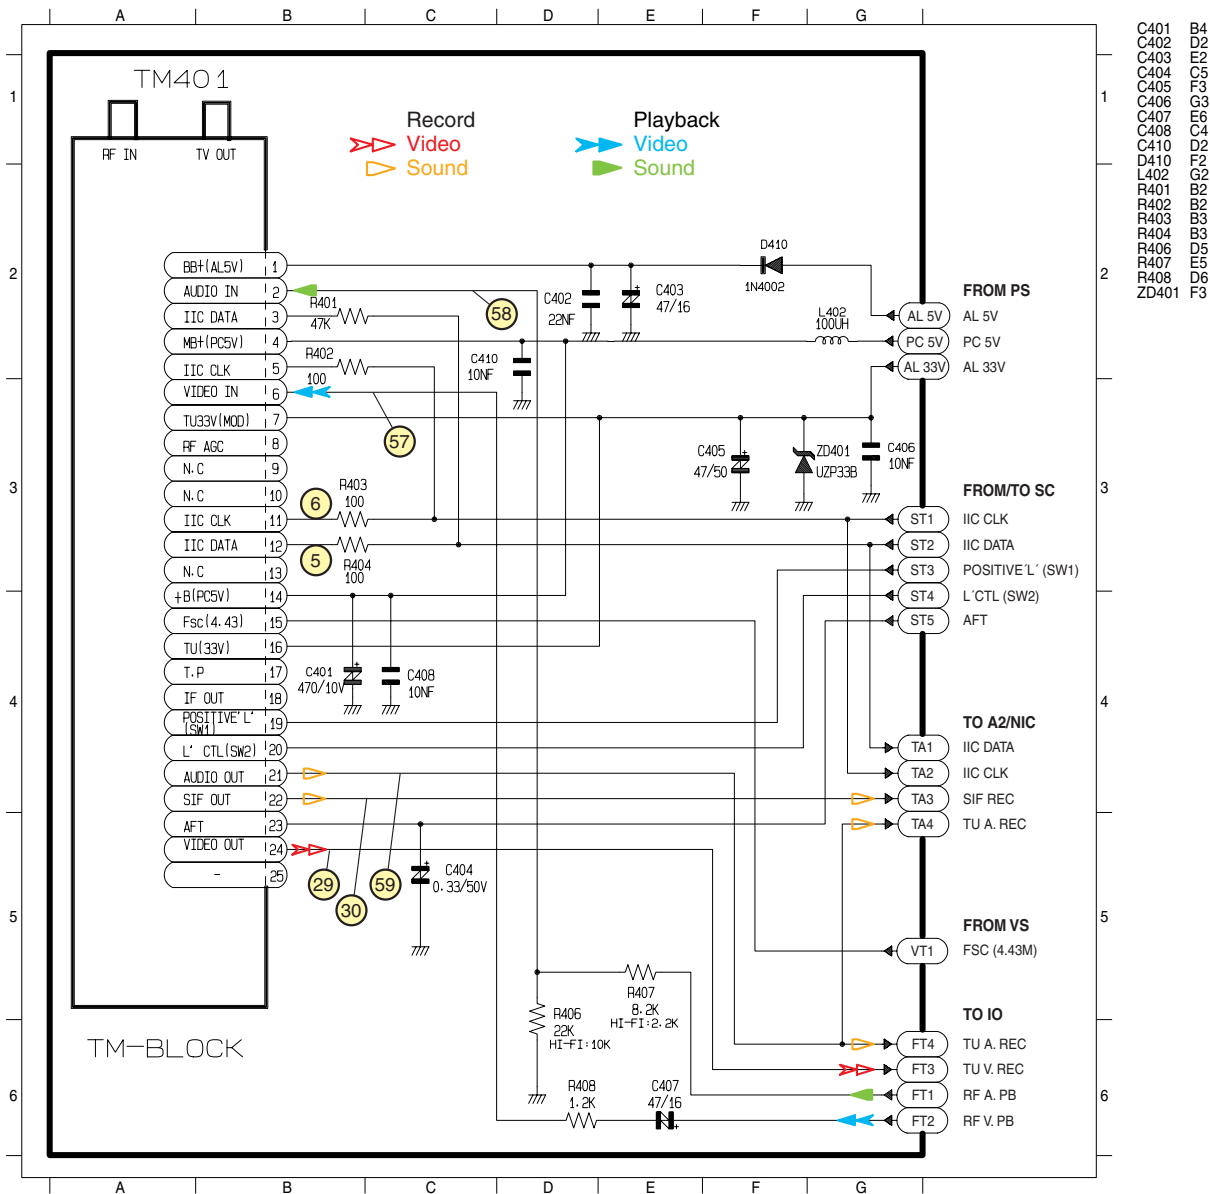 A B C D E F G
C401 B4
C402 D2
C403 E2
C404 C5
C405 F3
C406 G3
C407 E6
C408 C4
C410 D2
D410 F2
L402 G2
R401 B2
R402 B2
R403 B3
R404 B3
R406 D5
R407 E5
R408 D6
ZD401 F3
1
1
TM401
RF IN
TV OUT
Record
Video
Sound
Playback
Video
Sound
2
2
BB+(AL5V) 1
AUDIO IN 2
IIC DATA 3
MB+(PC5V) 4
IIC CLK 5
VIDEO IN 6
TU33V(MOD) 7
RF AGC 8
N.C 9
N.C 10
IIC CLK 11
IIC DATA 12
N.C 13
+B(PC5V) 14
Fsc(4.43) 15
TU(33V) 16
T.P 17
IF OUT 18
POSITIVE'L'
(SW1) 19
L' CTL(SW2) 20
AUDIO OUT 21
SIF OUT 22
AFT 23
VIDEO OUT 24
- 25
R401
47K
R402
100
58
57
C402
22NF
C403
47/16
D410
1N4002
L402
100UH
C410
10NF
FROM PS
AL 5V AL 5V
PC 5V PC 5V
AL 33V AL 33V
3
3
6
R403
100
5
R404
100
C405
47/50
ZD401
UZP33B
C406
10NF
FROM/TO SC
ST1 IIC CLK
ST2 IIC DATA
ST3 POSITIVE'L' (SW1)
ST4 L'CTL (SW2)
ST5 AFT
4
4
C401
470/10V
C408
10NF
TO A2/NIC
TA1 IIC DATA
TA2 IIC CLK
TA3 SIF REC
TA4 TU A. REC
5
5
29
30
59
C404
0.33/50V
FROM VS
VT1 FSC (4.43M)
R406
22K
HI-FI:10K
R407
8.2K
HI-FI:2.2K
TO IO
FT4 TU A. REC
FT3 TU V. REC
FT1 RF A. PB
FT2 RF V. PB
6
6
TM-BLOCK
R408
1.2K
C407
47/16
A B C D E F G